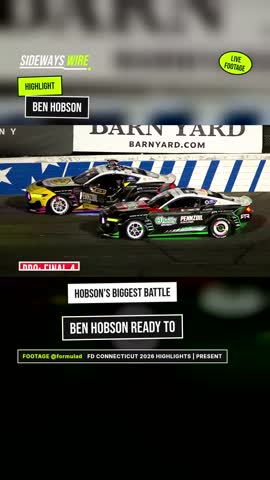 SIDEWAYS WIRE
LIVE
FOOTAGE
HIGHLIGHT
BEN HOBSON
BARN YARD
BARNYARD.COM
PENNZOIL
PENNZOIL
HOBSON'S BIGGEST BATTLE
BEN HOBSON READY TO
FOOTAGE @formulad FD CONNECTICUT 2026 HIGHLIGHTS | PRESENT